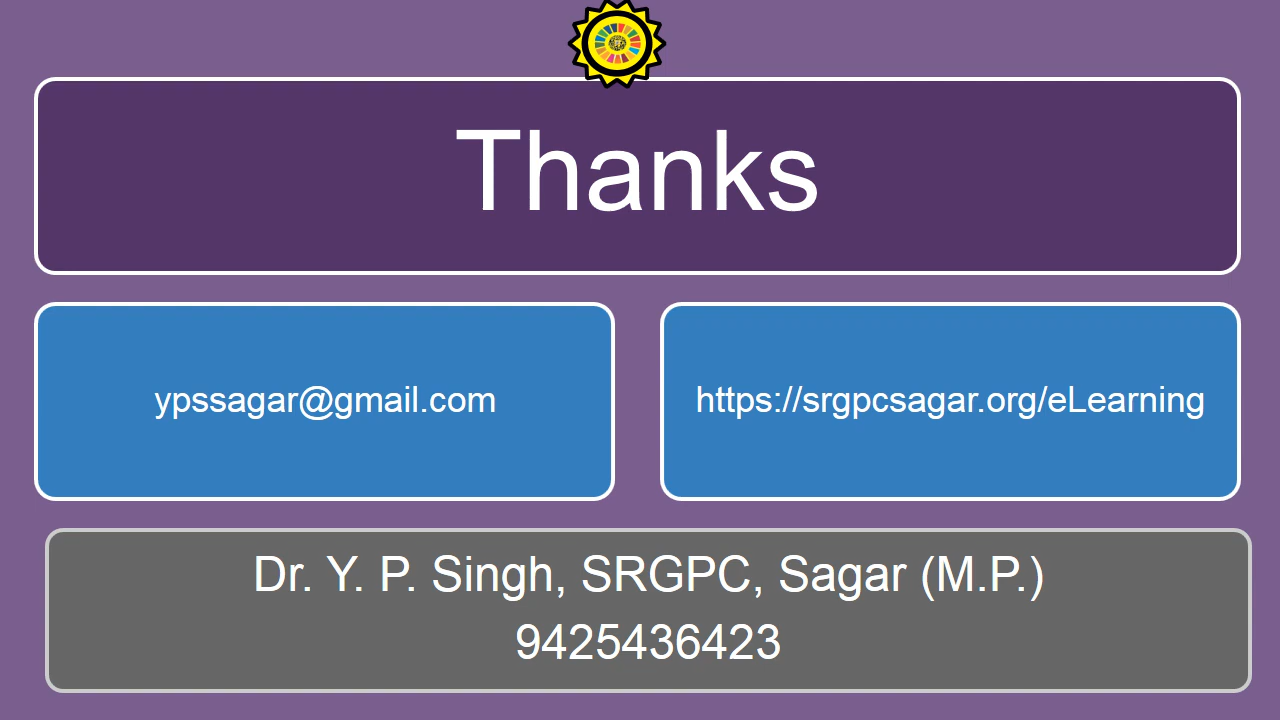 Thanks
ypssagar@gmail.com
https://srgpcsagar.org/eLearning
Dr. Y. P. Singh, SRGPC, Sagar (M.P.)
9425436423